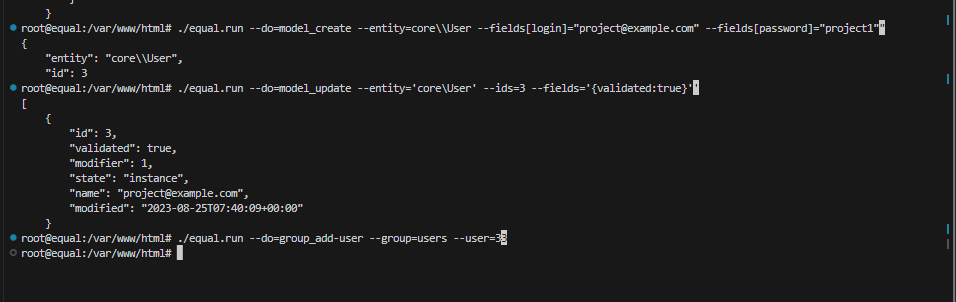 }
root@equal:/var/www/html# ./equal.run --do=model_create --entity=core\\User --fields[login]="project@example.com" --fields[password]="project1""
{
"entity": "core\\User",
"id": 3
root@equal:/var/www/html# ./equal.run --do=model_update --entity='core\User' --ids=3 --fields='{validated:true}''
[
{
"id": 3,
"validated": true,
"modifier": 1,
"state": "instance",
"name": "project@example.com",
"modified": "2023-08-25T07:40:09+00:00"
}
root@equal:/var/www/html# ./equal.run --do=group_add-user --group=users --user=33
root@equal:/var/www/html#